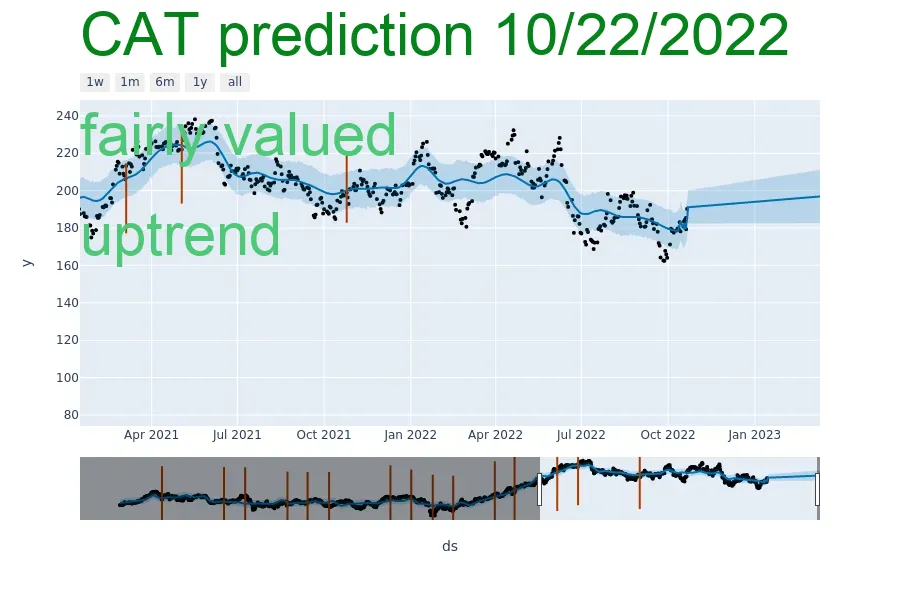 CAT prediction 10/22/2022
1w 1m 6m 1y all
fairly valued
uptrend
240
220
200
180
160
140
120
100
80
y
Apr 2021 Jul 2021 Oct 2021 Jan 2022 Apr 2022 Jul 2022 Oct 2022 Jan 2023
ds